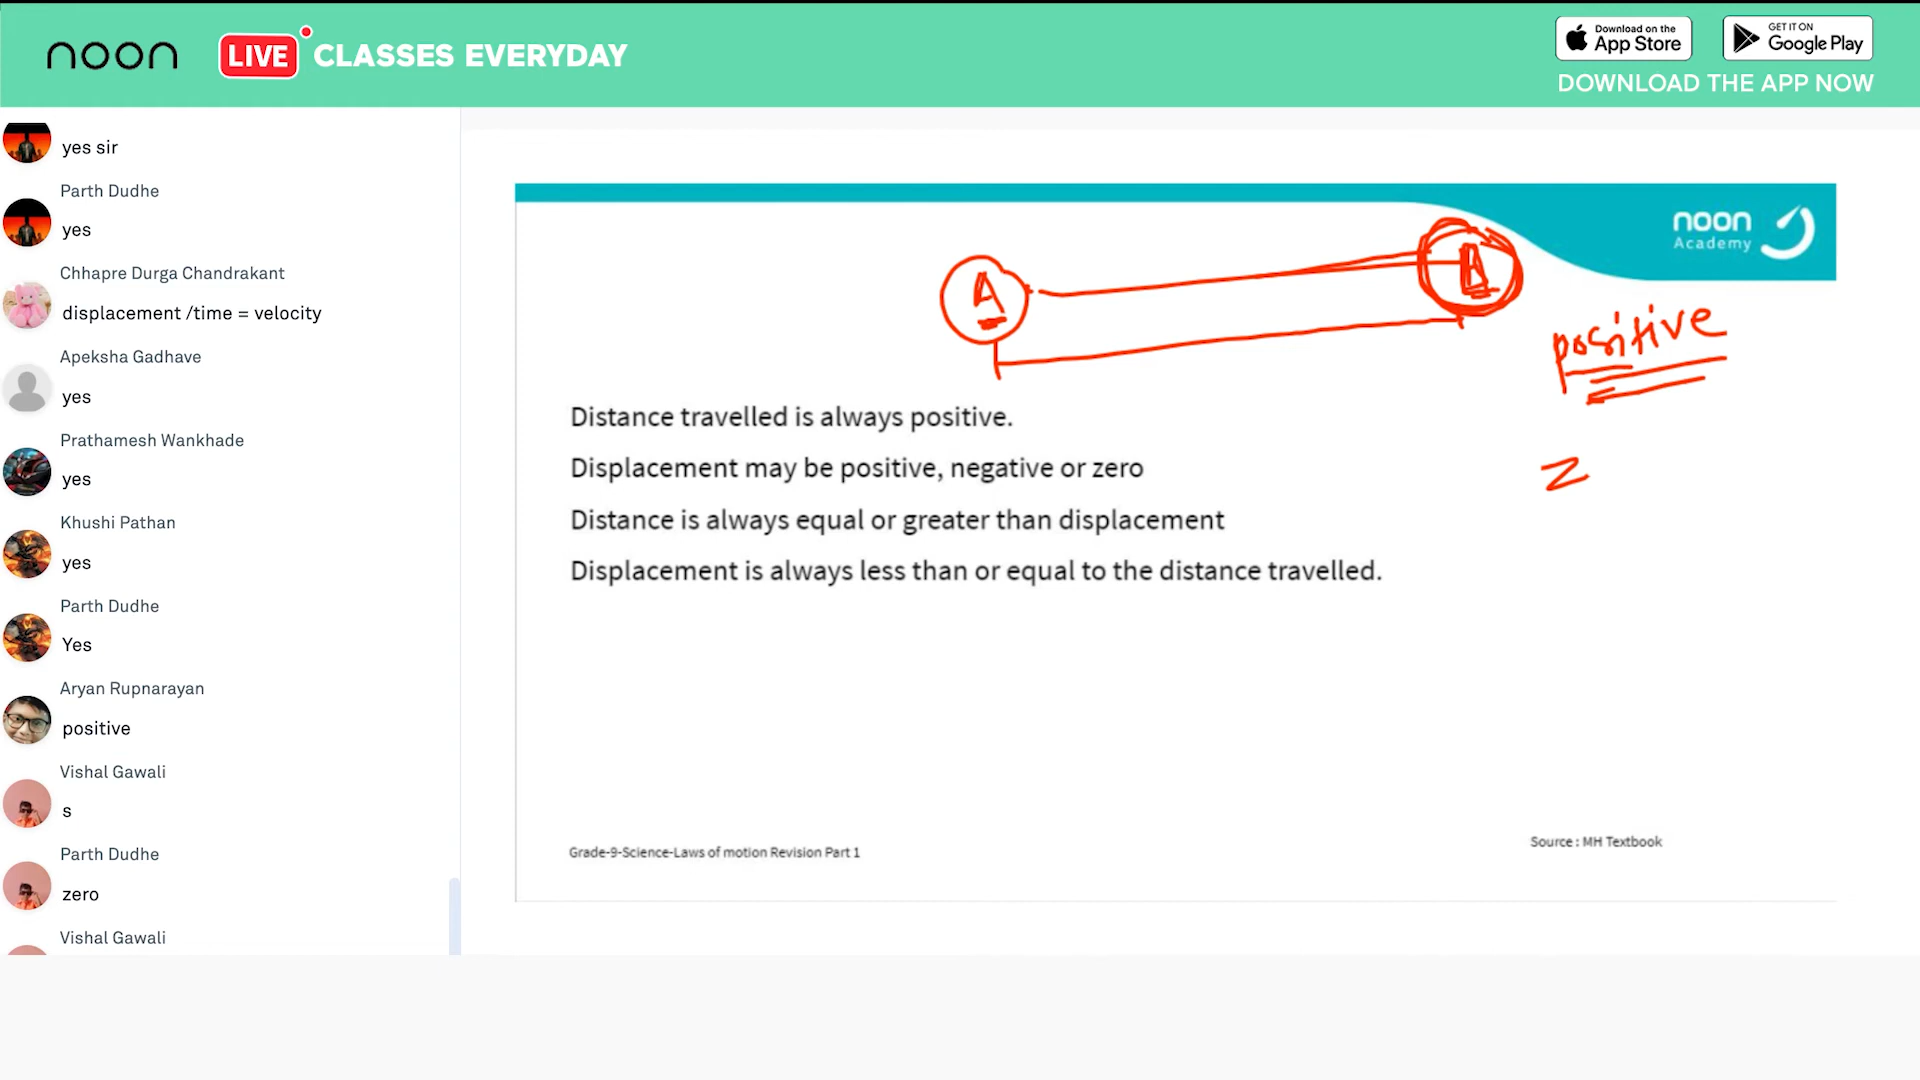 noon LIVE CLASSES EVERYDAY
Download on the App Store
GET IT ON Google Play
DOWNLOAD THE APP NOW
yes sir
Parth Dudhe
yes
Chhapre Durga Chandrakant
displacement /time = velocity
Apeksha Gadhave
yes
Prathamesh Wankhade
yes
Khushi Pathan
yes
Parth Dudhe
Yes
Aryan Rupnarayan
positive
Vishal Gawali
s
Parth Dudhe
zero
Vishal Gawali
noon
Academy
A
positive
Distance travelled is always positive.
Displacement may be positive, negative or zero
z
Distance is always equal or greater than displacement
Displacement is always less than or equal to the distance travelled.
Grade-9-Science-Laws of motion Revision Part 1
Source : MH Textbook